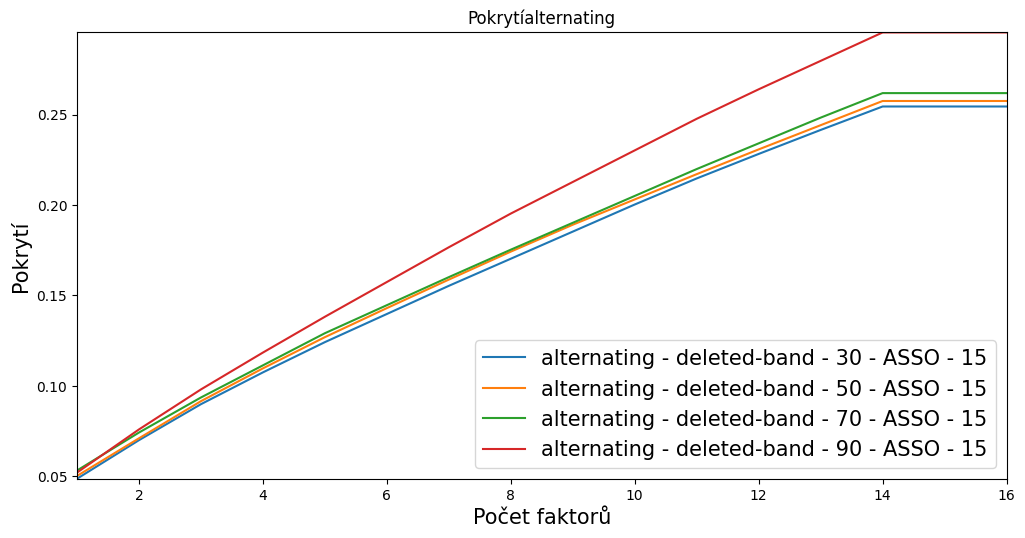 Pokrytíalternating
Pokrytí
0.25
0.20
0.15
0.10
0.05
alternating - deleted-band - 30 - ASSO - 15
alternating - deleted-band - 50 - ASSO - 15
alternating - deleted-band - 70 - ASSO - 15
alternating - deleted-band - 90 - ASSO - 15
2 4 6 8 10 12 14 16
Počet faktorů